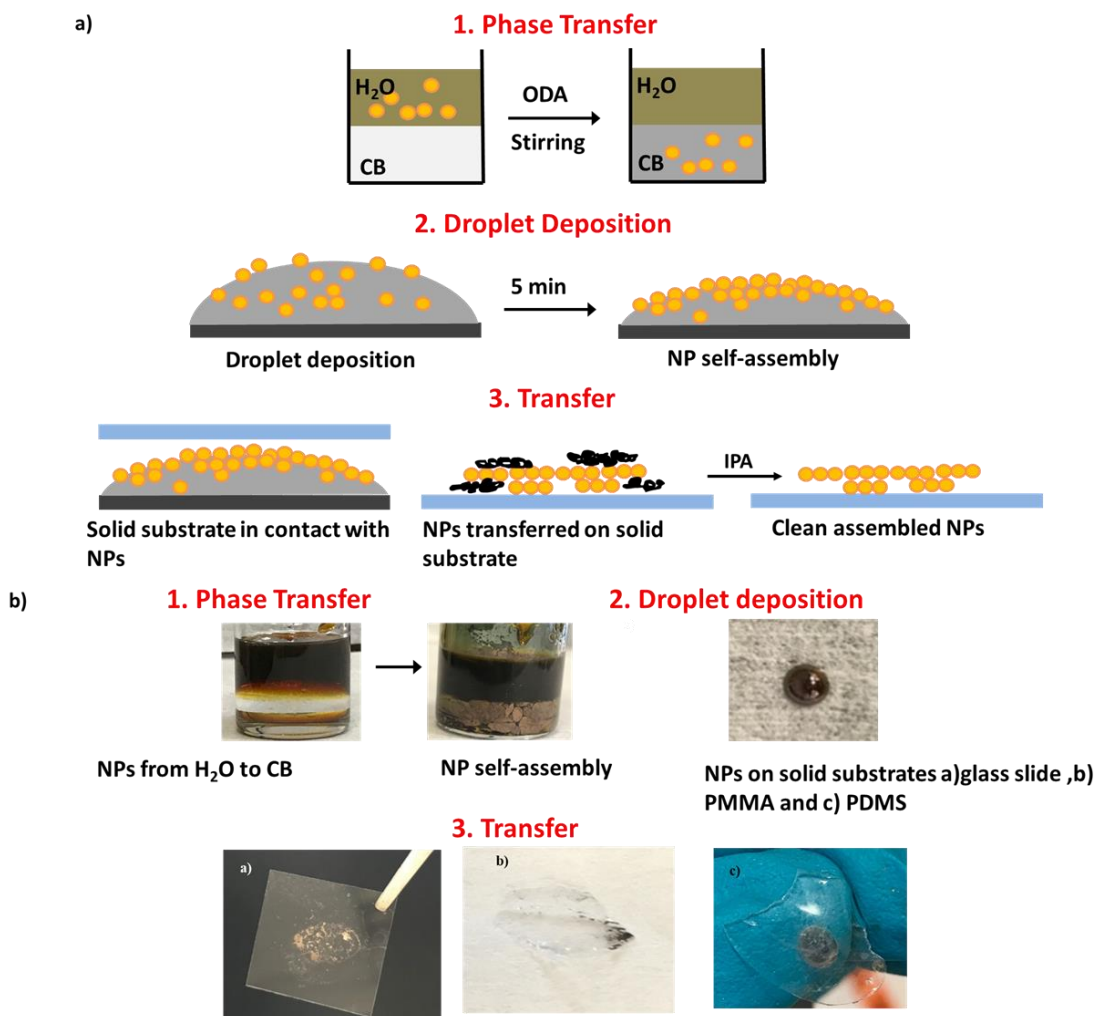 a)
1. Phase Transfer
H₂O
CB
ODA
Stirring
H₂O
CB
2. Droplet Deposition
5 min
Droplet deposition
NP self-assembly
3. Transfer
IPA
Solid substrate in contact with
NPs
NPs transferred on solid
substrate
Clean assembled NPs
b)
1. Phase Transfer
2. Droplet deposition
NPs from H₂O to CB
NP self-assembly
NPs on solid substrates a)glass slide ,b)
PMMA and c) PDMS
3. Transfer
a)
b)
c)